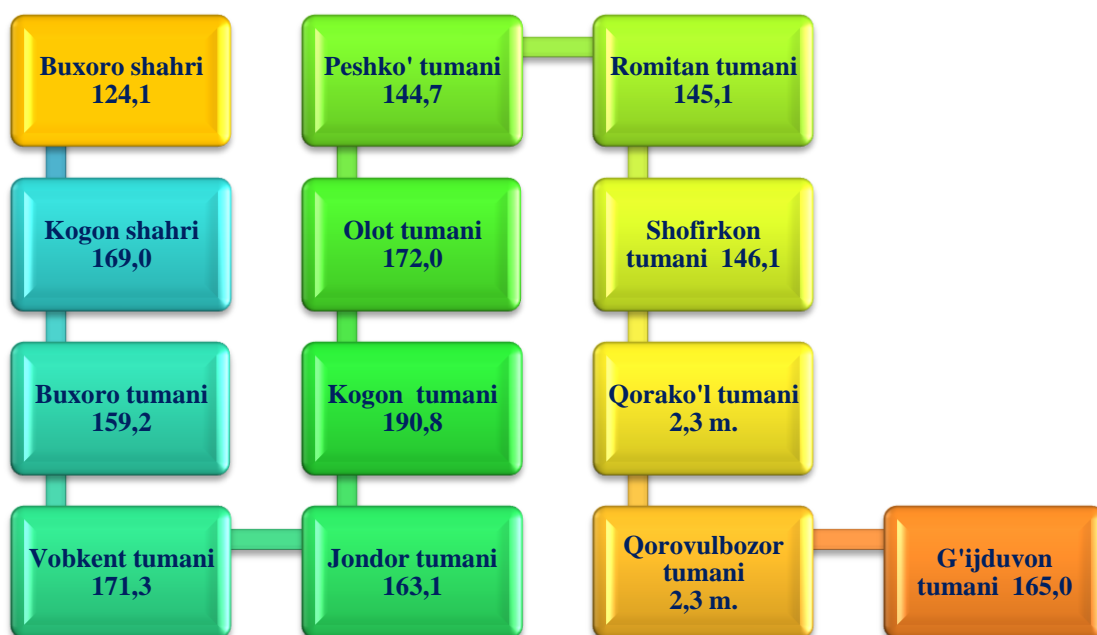 Buxoro shahri
124,1
Kogon shahri
169,0
Buxoro tumani
159,2
Vobkent tumani
171,3
Jondor tumani
163,1
Kogon  tumani
190,8
Olot tumani
172,0
Peshko' tumani
144,7
Romitan tumani
145,1
Shofirkon
tumani  146,1
Qorako'l tumani
2,3 m.
Qorovulbozor
tumani
2,3 m.
G'ijduvon
tumani  165,0